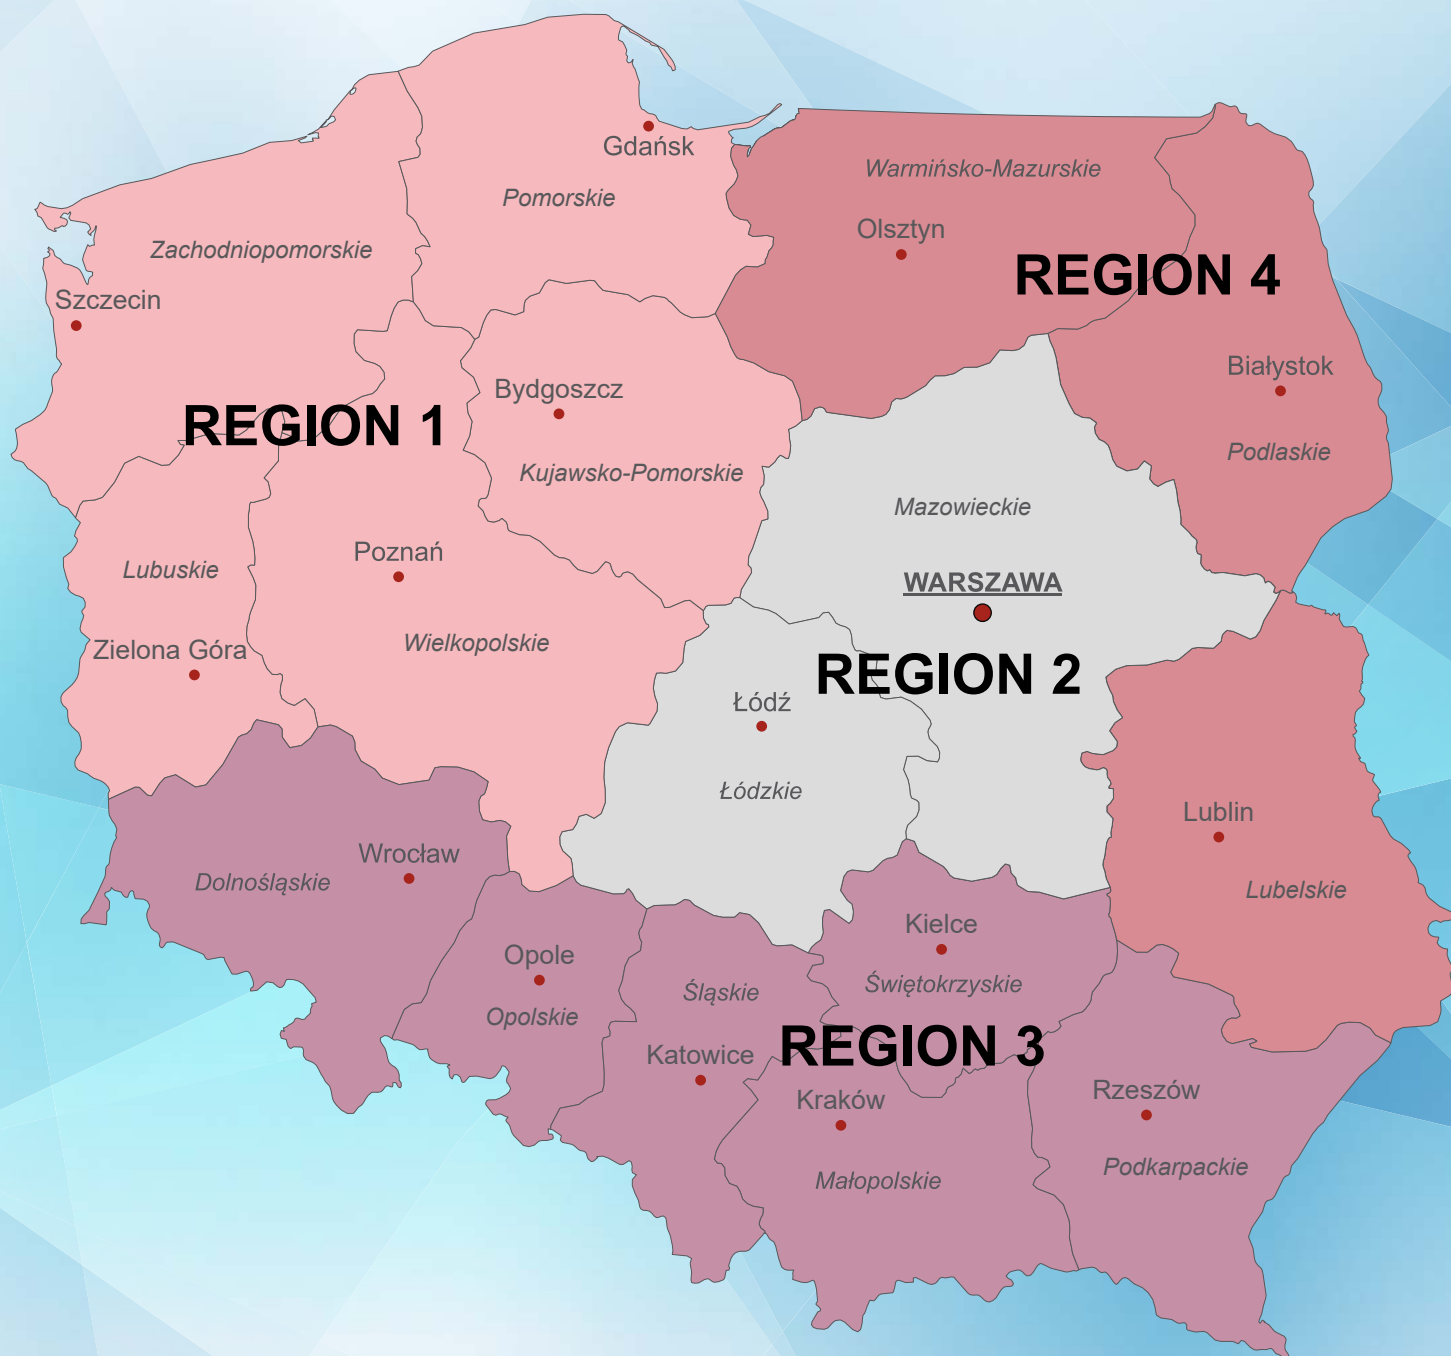 Gdańsk
Pomorskie
Zachodniopomorskie
Szczecin
Warmińsko-Mazurskie
Olsztyn
REGION 4
Białystok
Podlaskie
Bydgoszcz
REGION 1
Kujawsko-Pomorskie
Mazowieckie
Poznań
Lubuskie
WARSZAWA
Wielkopolskie
Zielona Góra
REGION 2
Łódź
Łódzkie
Lublin
Lubelskie
Wrocław
Dolnośląskie
Kielce
Świętokrzyskie
Opole
Opolskie
Śląskie
REGION 3
Katowice
Kraków
Małopolskie
Rzeszów
Podkarpackie